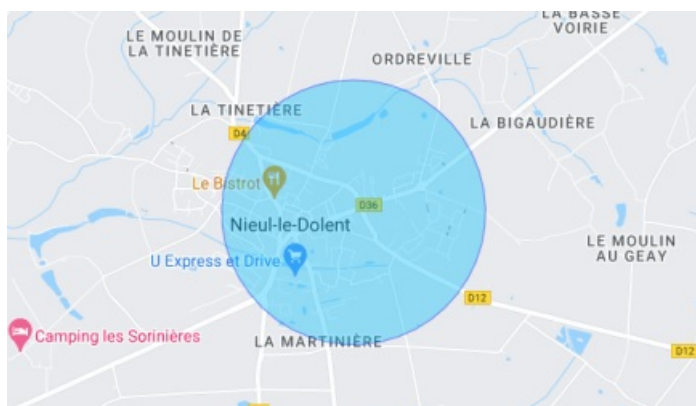 LA BASSE
VOIRIE
LE MOULIN DE
LA TINETIÈRE
ORDREVILLE
LA TINETIÈRE
LA BIGAUDIÈRE
D4
Le Bistrot
D36
Nieul-le-Dolent
LE MOULIN
AU GEAY
U Express et Drive
D12
Camping les Sorinières
LA MARTINIÈRE
D12